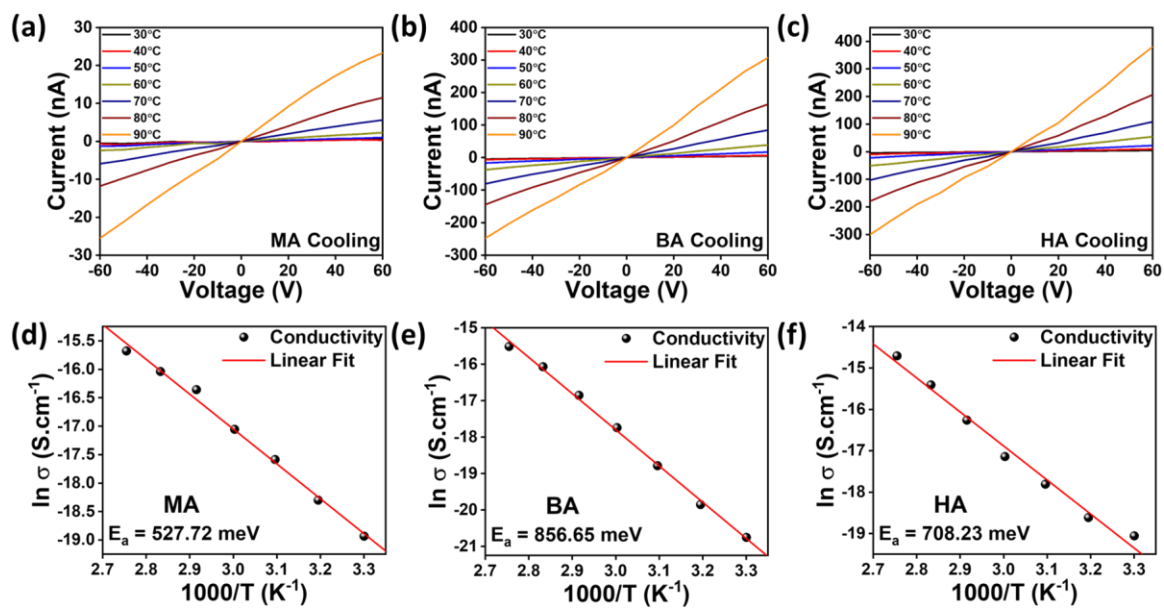 (a)
30
20
10
0
-10
-20
-30
Current (nA)
30°C
40°C
50°C
60°C
70°C
80°C
90°C
MA Cooling
-60 -40 -20 0 20 40 60
Voltage (V)
(b)
400
300
200
100
0
-100
-200
-300
Current (nA)
30°C
40°C
50°C
60°C
70°C
80°C
90°C
BA Cooling
-60 -40 -20 0 20 40 60
Voltage (V)
(c)
400
300
200
100
0
-100
-200
-300
Current (nA)
30°C
40°C
50°C
60°C
70°C
80°C
90°C
HA Cooling
-60 -40 -20 0 20 40 60
Voltage (V)
(d)
-15.5
-16.0
-16.5
-17.0
-17.5
-18.0
-18.5
-19.0
ln σ (S.cm⁻¹)
Conductivity
Linear Fit
MA
Eₐ = 527.72 meV
2.7 2.8 2.9 3.0 3.1 3.2 3.3
1000/T (K⁻¹)
(e)
-15
-16
-17
-18
-19
-20
-21
ln σ (S.cm⁻¹)
Conductivity
Linear Fit
BA
Eₐ = 856.65 meV
2.7 2.8 2.9 3.0 3.1 3.2 3.3
1000/T (K⁻¹)
(f)
-14
-15
-16
-17
-18
-19
ln σ (S.cm⁻¹)
Conductivity
Linear Fit
HA
Eₐ = 708.23 meV
2.7 2.8 2.9 3.0 3.1 3.2 3.3
1000/T (K⁻¹)